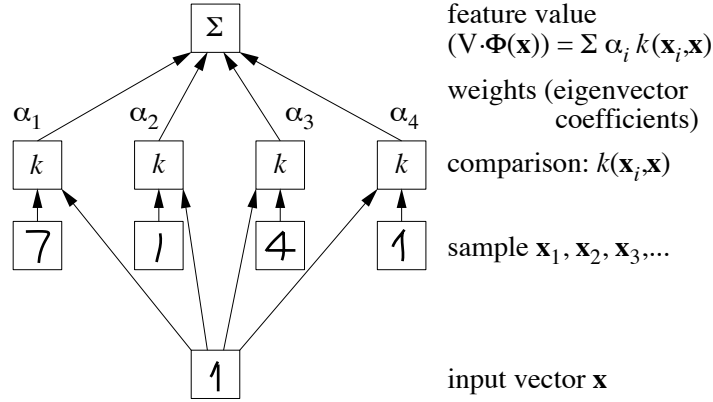 Σ
feature value
(V·Φ(x)) = Σ αᵢ k(xᵢ,x)
α₁ α₂ α₃ α₄
weights (eigenvector
coefficients)
k k k k
comparison: k(xᵢ,x)
7 1 4 1
sample x₁, x₂, x₃,...
1
input vector x